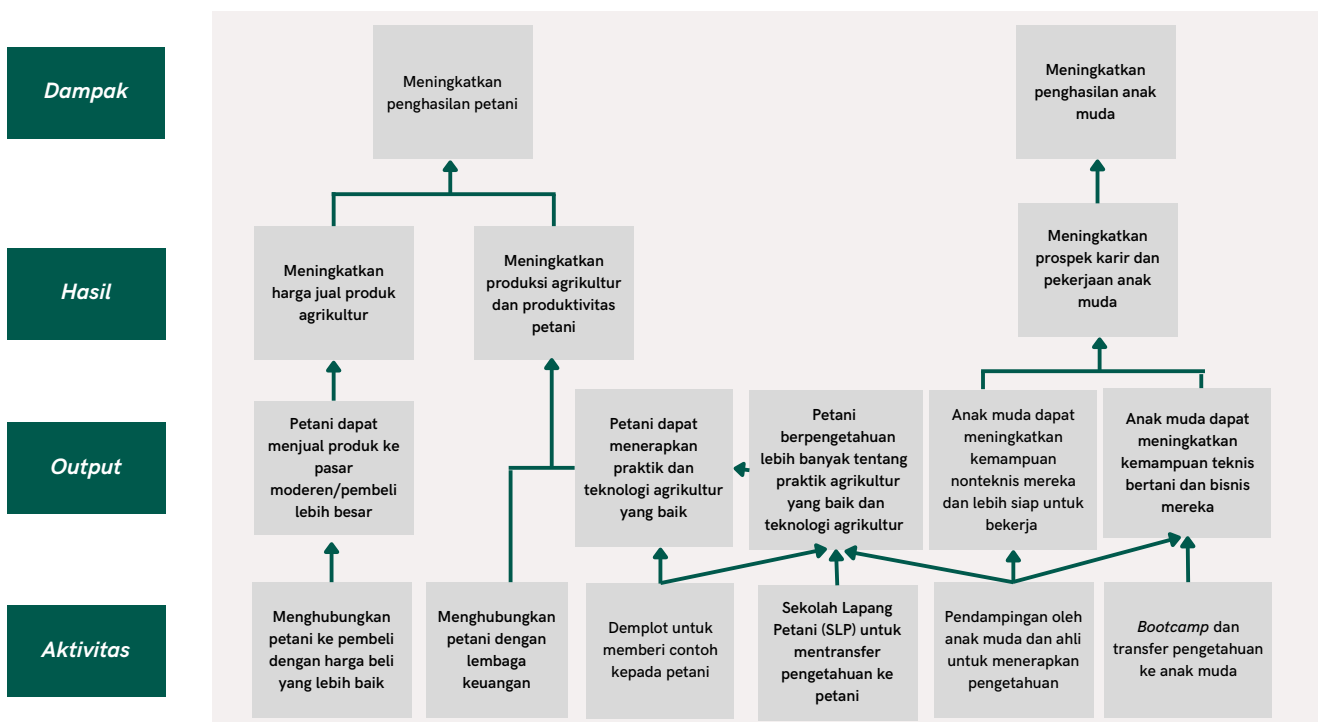 Dampak
Meningkatkan
penghasilan petani
Meningkatkan
penghasilan anak
muda
Hasil
Meningkatkan
harga jual produk
agrikultur
Meningkatkan
produksi agrikultur
dan produktivitas
petani
Meningkatkan
prospek karir dan
pekerjaan anak
muda
Output
Petani dapat
menjual produk ke
pasar
moderen/pembeli
lebih besar
Petani dapat
menerapkan
praktik dan
teknologi agrikultur
yang baik
Petani
berpengetahuan
lebih banyak tentang
praktik agrikultur
yang baik dan
teknologi agrikultur
Anak muda dapat
meningkatkan
kemampuan
nonteknis mereka
dan lebih siap untuk
bekerja
Anak muda dapat
meningkatkan
kemampuan teknis
bertani dan bisnis
mereka
Aktivitas
Menghubungkan
petani ke pembeli
dengan harga beli
yang lebih baik
Menghubungkan
petani dengan
lembaga
keuangan
Demplot untuk
memberi contoh
kepada petani
Sekolah Lapang
Petani (SLP) untuk
mentransfer
pengetahuan ke
petani
Pendampingan oleh
anak muda dan ahli
untuk menerapkan
pengetahuan
Bootcamp dan
transfer pengetahuan
ke anak muda